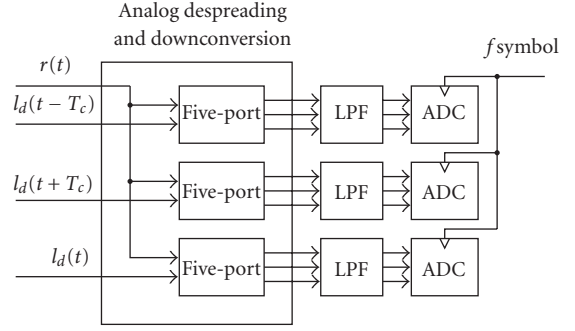 Analog despreading
and downconversion
r(t)
f symbol
l_d(t − T_c)
Five-port
LPF
ADC
l_d(t + T_c)
Five-port
LPF
ADC
l_d(t)
Five-port
LPF
ADC